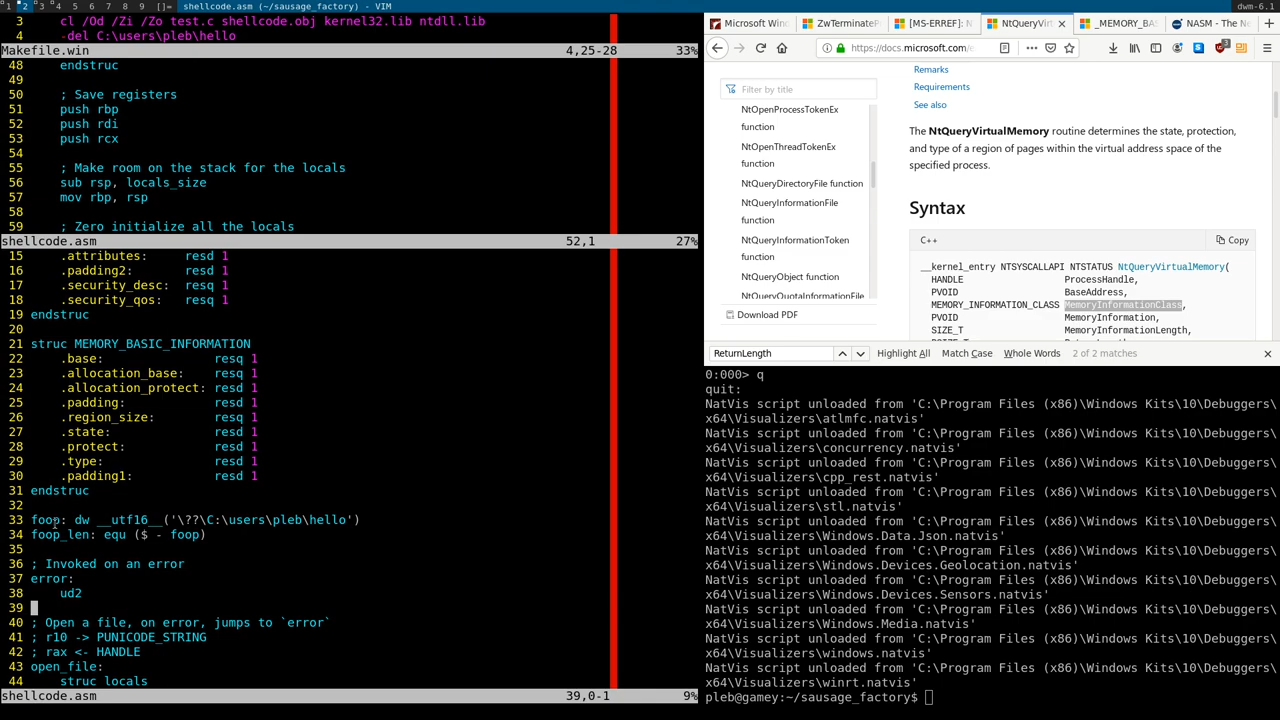 1 2 3 4 5 6 7 8 9 []= shellcode.asm (~/sausage_factory) - VIM dwm-6.1
3 cl /Od /Zi /Zo test.c shellcode.obj kernel32.lib ntdll.lib
4 -del C:\users\pleb\hello
Makefile.win 4,25-28 33%
48 endstruc
49
50 ; Save registers
51 push rbp
52 push rdi
53 push rcx
54
55 ; Make room on the stack for the locals
56 sub rsp, locals_size
57 mov rbp, rsp
58
59 ; Zero initialize all the locals
shellcode.asm 52,1 27%
15 .attributes: resd 1
16 .padding2: resd 1
17 .security_desc: resq 1
18 .security_qos: resq 1
19 endstruc
20
21 struc MEMORY_BASIC_INFORMATION
22 .base: resq 1
23 .allocation_base: resq 1
24 .allocation_protect: resd 1
25 .padding: resd 1
26 .region_size: resq 1
27 .state: resd 1
28 .protect: resd 1
29 .type: resd 1
30 .padding1: resd 1
31 endstruc
32
33 foop: dw __utf16__('\??\C:\users\pleb\hello')
34 foop_len: equ ($ - foop)
35
36 ; Invoked on an error
37 error:
38 ud2
39
40 ; Open a file, on error, jumps to `error`
41 ; r10 -> PUNICODE_STRING
42 ; rax <- HANDLE
43 open_file:
44 struc locals
shellcode.asm 39,0-1 9%
Microsoft Win ZwTerminateP [MS-ERREF]: N NtQueryVirt _MEMORY_BAS NASM - The Ne
https://docs.microsoft.com/e
3
Filter by title
NtOpenProcessTokenEx
function
NtOpenThreadTokenEx
function
NtQueryDirectoryFile function
NtQueryInformationFile
function
NtQueryInformationToken
function
NtQueryObject function
NtQueryQuotaInformationFile
Download PDF
Remarks
Requirements
See also
The NtQueryVirtualMemory routine determines the state, protection,
and type of a region of pages within the virtual address space of the
specified process.
Syntax
C++ Copy
__kernel_entry NTSYSCALLAPI NTSTATUS NtQueryVirtualMemory(
HANDLE ProcessHandle,
PVOID BaseAddress,
MEMORY_INFORMATION_CLASS MemoryInformationClass,
PVOID MemoryInformation,
SIZE_T MemoryInformationLength,
ReturnLength Highlight All Match Case Whole Words 2 of 2 matches
0:000> q
quit:
NatVis script unloaded from 'C:\Program Files (x86)\Windows Kits\10\Debuggers\
x64\Visualizers\atlmfc.natvis'
NatVis script unloaded from 'C:\Program Files (x86)\Windows Kits\10\Debuggers\
x64\Visualizers\concurrency.natvis'
NatVis script unloaded from 'C:\Program Files (x86)\Windows Kits\10\Debuggers\
x64\Visualizers\cpp_rest.natvis'
NatVis script unloaded from 'C:\Program Files (x86)\Windows Kits\10\Debuggers\
x64\Visualizers\stl.natvis'
NatVis script unloaded from 'C:\Program Files (x86)\Windows Kits\10\Debuggers\
x64\Visualizers\Windows.Data.Json.natvis'
NatVis script unloaded from 'C:\Program Files (x86)\Windows Kits\10\Debuggers\
x64\Visualizers\Windows.Devices.Geolocation.natvis'
NatVis script unloaded from 'C:\Program Files (x86)\Windows Kits\10\Debuggers\
x64\Visualizers\Windows.Devices.Sensors.natvis'
NatVis script unloaded from 'C:\Program Files (x86)\Windows Kits\10\Debuggers\
x64\Visualizers\Windows.Media.natvis'
NatVis script unloaded from 'C:\Program Files (x86)\Windows Kits\10\Debuggers\
x64\Visualizers\windows.natvis'
NatVis script unloaded from 'C:\Program Files (x86)\Windows Kits\10\Debuggers\
x64\Visualizers\winrt.natvis'
pleb@gamey:~/sausage_factory$